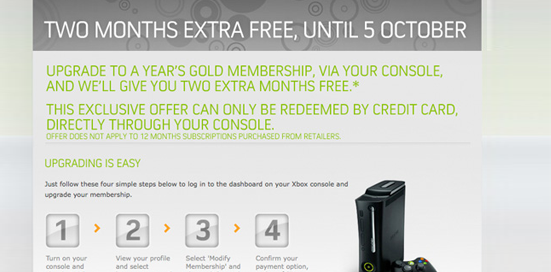 TWO MONTHS EXTRA FREE, UNTIL 5 OCTOBER
UPGRADE TO A YEAR'S GOLD MEMBERSHIP, VIA YOUR CONSOLE,
AND WE'LL GIVE YOU TWO EXTRA MONTHS FREE.*
THIS EXCLUSIVE OFFER CAN ONLY BE REDEEMED BY CREDIT CARD,
DIRECTLY THROUGH YOUR CONSOLE.
OFFER DOES NOT APPLY TO 12 MONTHS SUBSCRIPTIONS PURCHASED FROM RETAILERS.
UPGRADING IS EASY
Just follow these four simple steps below to log in to the dashboard on your Xbox console and
upgrade your membership.
1 > 2 > 3 > 4
Turn on your
console and
View your profile
and select
Select 'Modify
Membership' and
Confirm your
payment option,